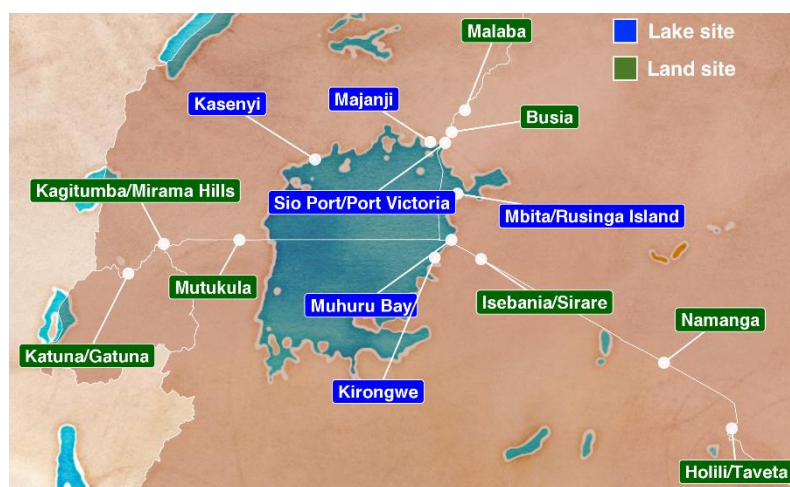 Malaba
Lake site
Land site
Kasenyi
Majanji
Busia
Kagitumba/Mirama Hills
Sio Port/Port Victoria
Mbita/Rusinga Island
Mutukula
Muhuru Bay
Isebania/Sirare
Namanga
Katuna/Gatuna
Kirongwe
Holili/Taveta